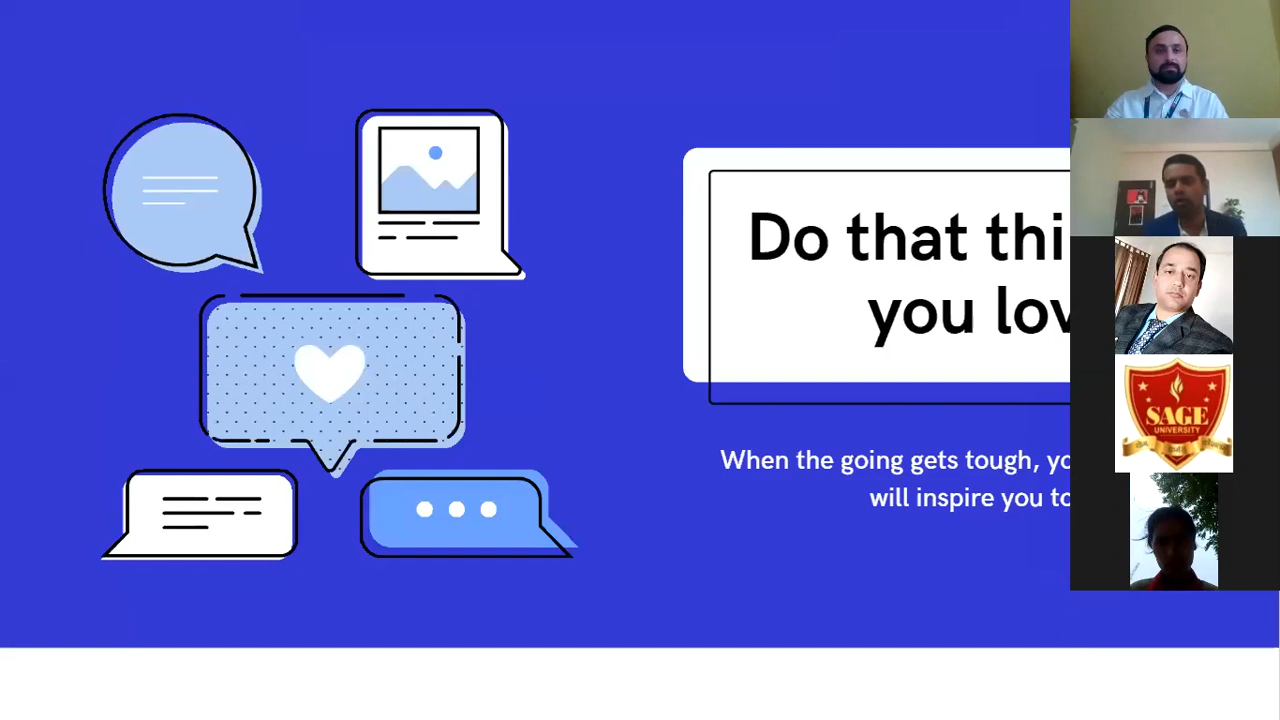 Do that thi
you lov
When the going gets tough, yo
will inspire you to
SAGE
UNIVERSITY